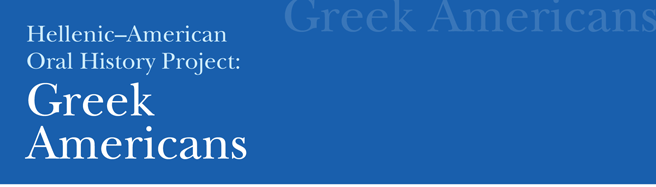 Greek Americans
Hellenic–American
Oral History Project:
Greek
Americans